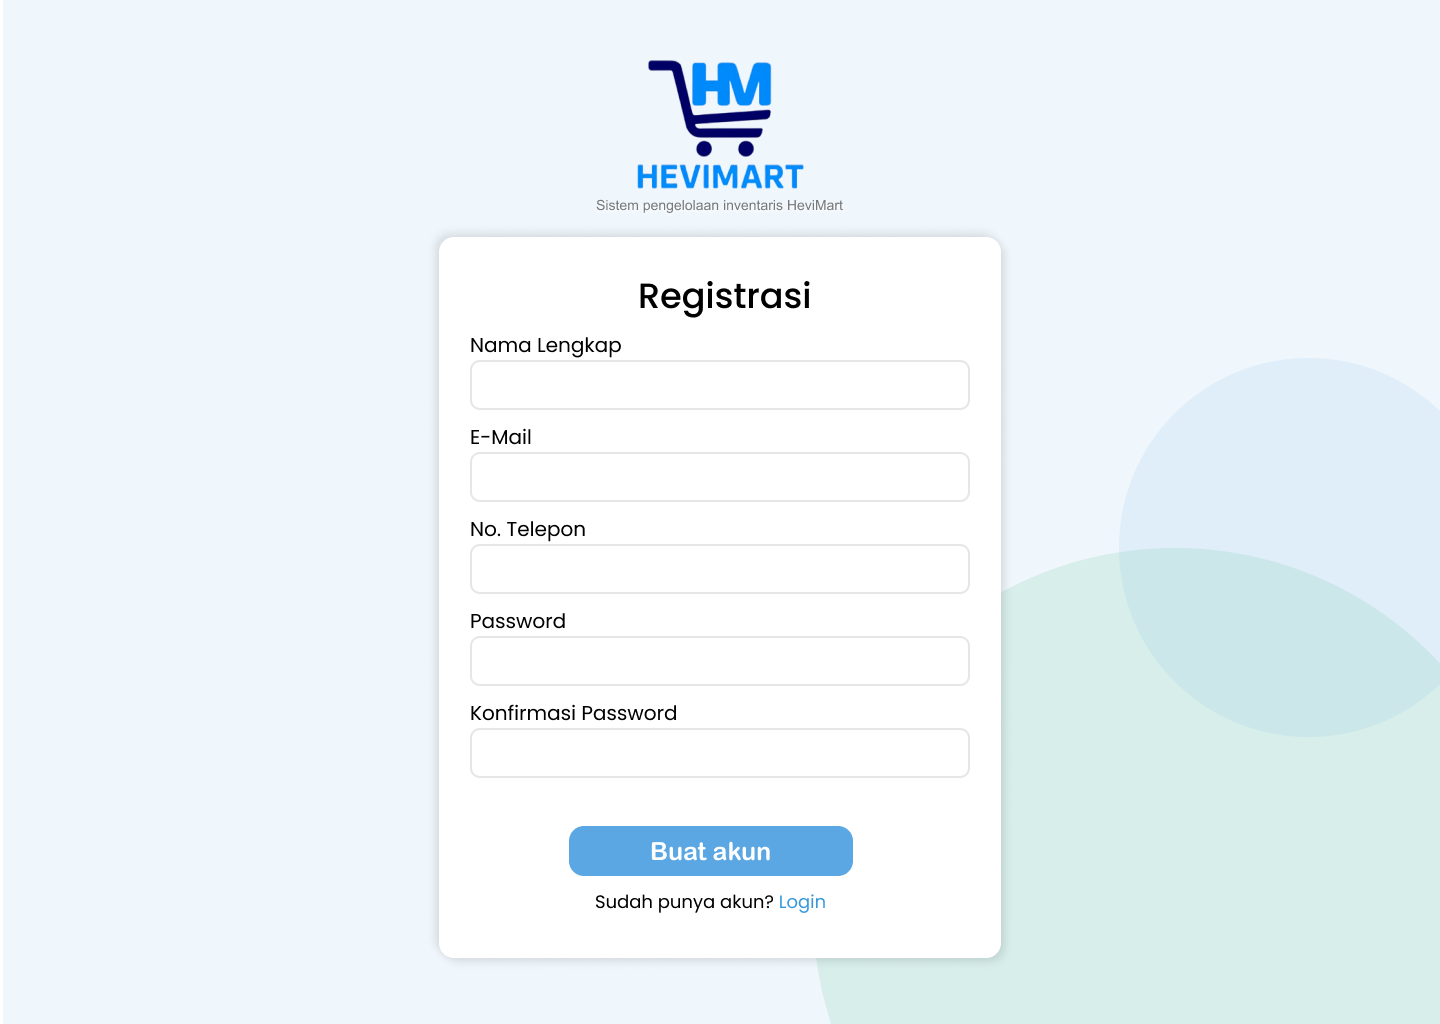 HM
HEVIMART
Sistem pengelolaan inventaris HeviMart
Registrasi
Nama Lengkap
E-Mail
No. Telepon
Password
Konfirmasi Password
Buat akun
Sudah punya akun? Login